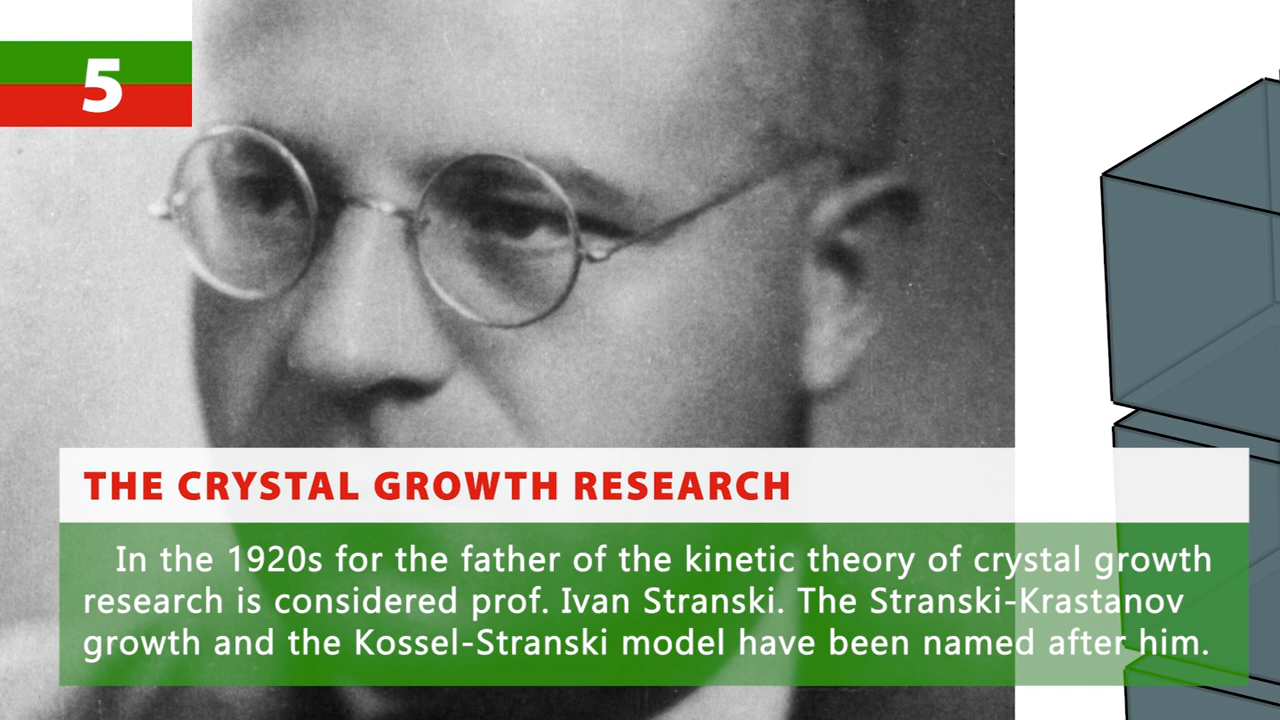 5
THE CRYSTAL GROWTH RESEARCH
In the 1920s for the father of the kinetic theory of crystal growth
research is considered prof. Ivan Stranski. The Stranski-Krastanov
growth and the Kossel-Stranski model have been named after him.